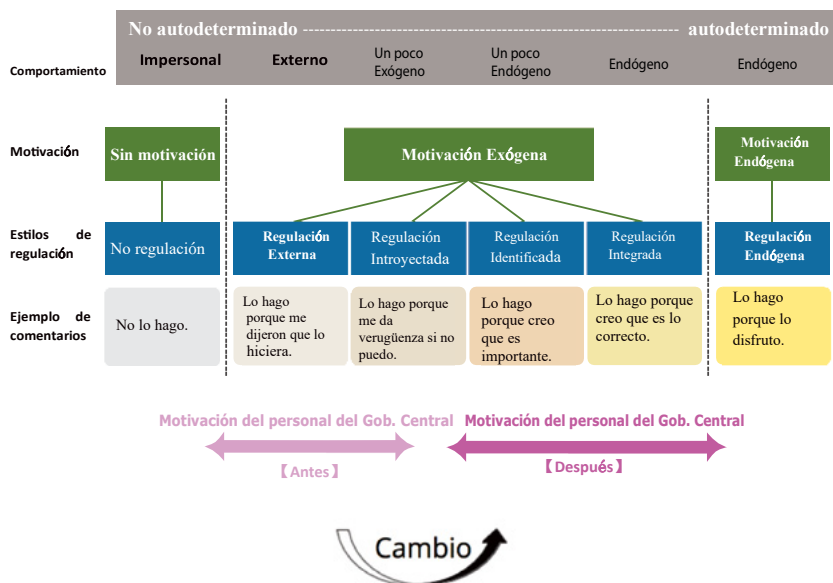 No autodeterminado ------------------------------------------------------------ autodeterminado
Comportamiento
Impersonal
Externo
Un poco
Exógeno
Un poco
Endógeno
Endógeno
Endógeno
Motivación
Sin motivación
Motivación Exógena
Motivación
Endógena
Estilos de
regulación
No regulación
Regulación
Externa
Regulación
Introyectada
Regulación
Identificada
Regulación
Integrada
Regulación
Endógena
Ejemplo de
comentarios
No lo hago.
Lo hago
porque me
dijeron que lo
hiciera.
Lo hago porque
me da
verugüenza si no
puedo.
Lo hago
porque creo
que es
importante.
Lo hago porque
creo que es lo
correcto.
Lo hago
porque lo
disfruto.
Motivación del personal del Gob. Central
【Antes】
Motivación del personal del Gob. Central
【Después】
Cambio